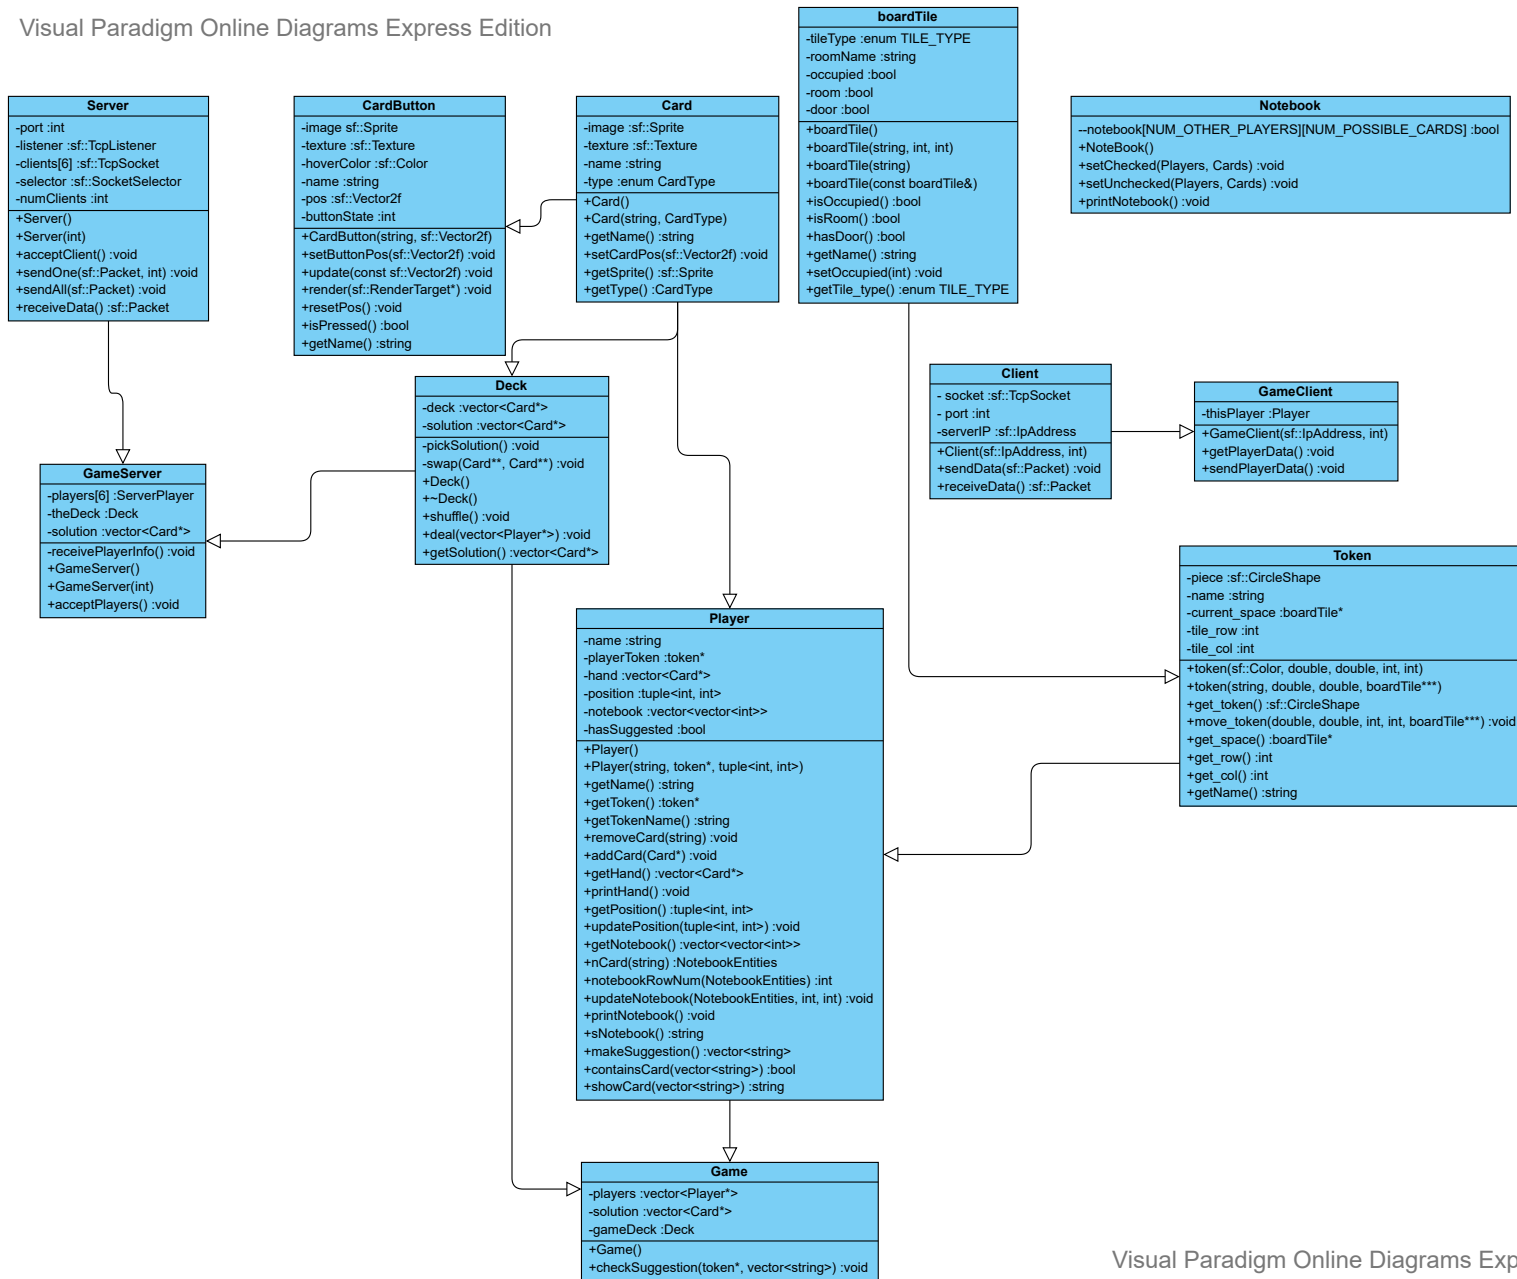 Visual Paradigm Online Diagrams Express Edition
boardTile
-tileType :enum TILE_TYPE
-roomName :string
-occupied :bool
-room :bool
-door :bool
+boardTile()
+boardTile(string, int, int)
+boardTile(string)
+boardTile(const boardTile&)
+isOccupied() :bool
+isRoom() :bool
+hasDoor() :bool
+getName() :string
+setOccupied(int) :void
+getTile_type() :enum TILE_TYPE
Server
-port :int
-listener :sf::TcpListener
-clients[6] :sf::TcpSocket
-selector :sf::SocketSelector
-numClients :int
+Server()
+Server(int)
+acceptClient() :void
+sendOne(sf::Packet, int) :void
+sendAll(sf::Packet) :void
+receiveData() :sf::Packet
CardButton
-image sf::Sprite
-texture :sf::Texture
-hoverColor :sf::Color
-name :string
-pos :sf::Vector2f
-buttonState :int
+CardButton(string, sf::Vector2f)
+setButtonPos(sf::Vector2f) :void
+update(const sf::Vector2f) :void
+render(sf::RenderTarget*) :void
+resetPos() :void
+isPressed() :bool
+getName() :string
Card
-image :sf::Sprite
-texture :sf::Texture
-name :string
-type :enum CardType
+Card()
+Card(string, CardType)
+getName() :string
+setCardPos(sf::Vector2f) :void
+getSprite() :sf::Sprite
+getType() :CardType
Notebook
--notebook[NUM_OTHER_PLAYERS][NUM_POSSIBLE_CARDS] :bool
+NoteBook()
+setChecked(Players, Cards) :void
+setUnchecked(Players, Cards) :void
+printNotebook() :void
Deck
-deck :vector<Card*>
-solution :vector<Card*>
-pickSolution() :void
-swap(Card**, Card**) :void
+Deck()
+~Deck()
+shuffle() :void
+deal(vector<Player*>) :void
+getSolution() :vector<Card*>
Client
- socket :sf::TcpSocket
- port :int
-serverIP :sf::IpAddress
+Client(sf::IpAddress, int)
+sendData(sf::Packet) :void
+receiveData() :sf::Packet
GameClient
-thisPlayer :Player
+GameClient(sf::IpAddress, int)
+getPlayerData() :void
+sendPlayerData() :void
GameServer
-players[6] :ServerPlayer
-theDeck :Deck
-solution :vector<Card*>
-receivePlayerInfo() :void
+GameServer()
+GameServer(int)
+acceptPlayers() :void
Token
-piece :sf::CircleShape
-name :string
-current_space :boardTile*
-tile_row :int
-tile_col :int
+token(sf::Color, double, double, int, int)
+token(string, double, double, boardTile***)
+get_token() :sf::CircleShape
+move_token(double, double, int, int, boardTile***) :void
+get_space() :boardTile*
+get_row() :int
+get_col() :int
+getName() :string
Player
-name :string
-playerToken :token*
-hand :vector<Card*>
-position :tuple<int, int>
-notebook :vector<vector<int>>
-hasSuggested :bool
+Player()
+Player(string, token*, tuple<int, int>)
+getName() :string
+getToken() :token*
+getTokenName() :string
+removeCard(string) :void
+addCard(Card*) :void
+getHand() :vector<Card*>
+printHand() :void
+getPosition() :tuple<int, int>
+updatePosition(tuple<int, int>) :void
+getNotebook() :vector<vector<int>>
+nCard(string) :NotebookEntities
+notebookRowNum(NotebookEntities) :int
+updateNotebook(NotebookEntities, int, int) :void
+printNotebook() :void
+sNotebook() :string
+makeSuggestion() :vector<string>
+containsCard(vector<string>) :bool
+showCard(vector<string>) :string
Game
-players :vector<Player*>
-solution :vector<Card*>
-gameDeck :Deck
+Game()
+checkSuggestion(token*, vector<string>) :void
Visual Paradigm Online Diagrams Exp